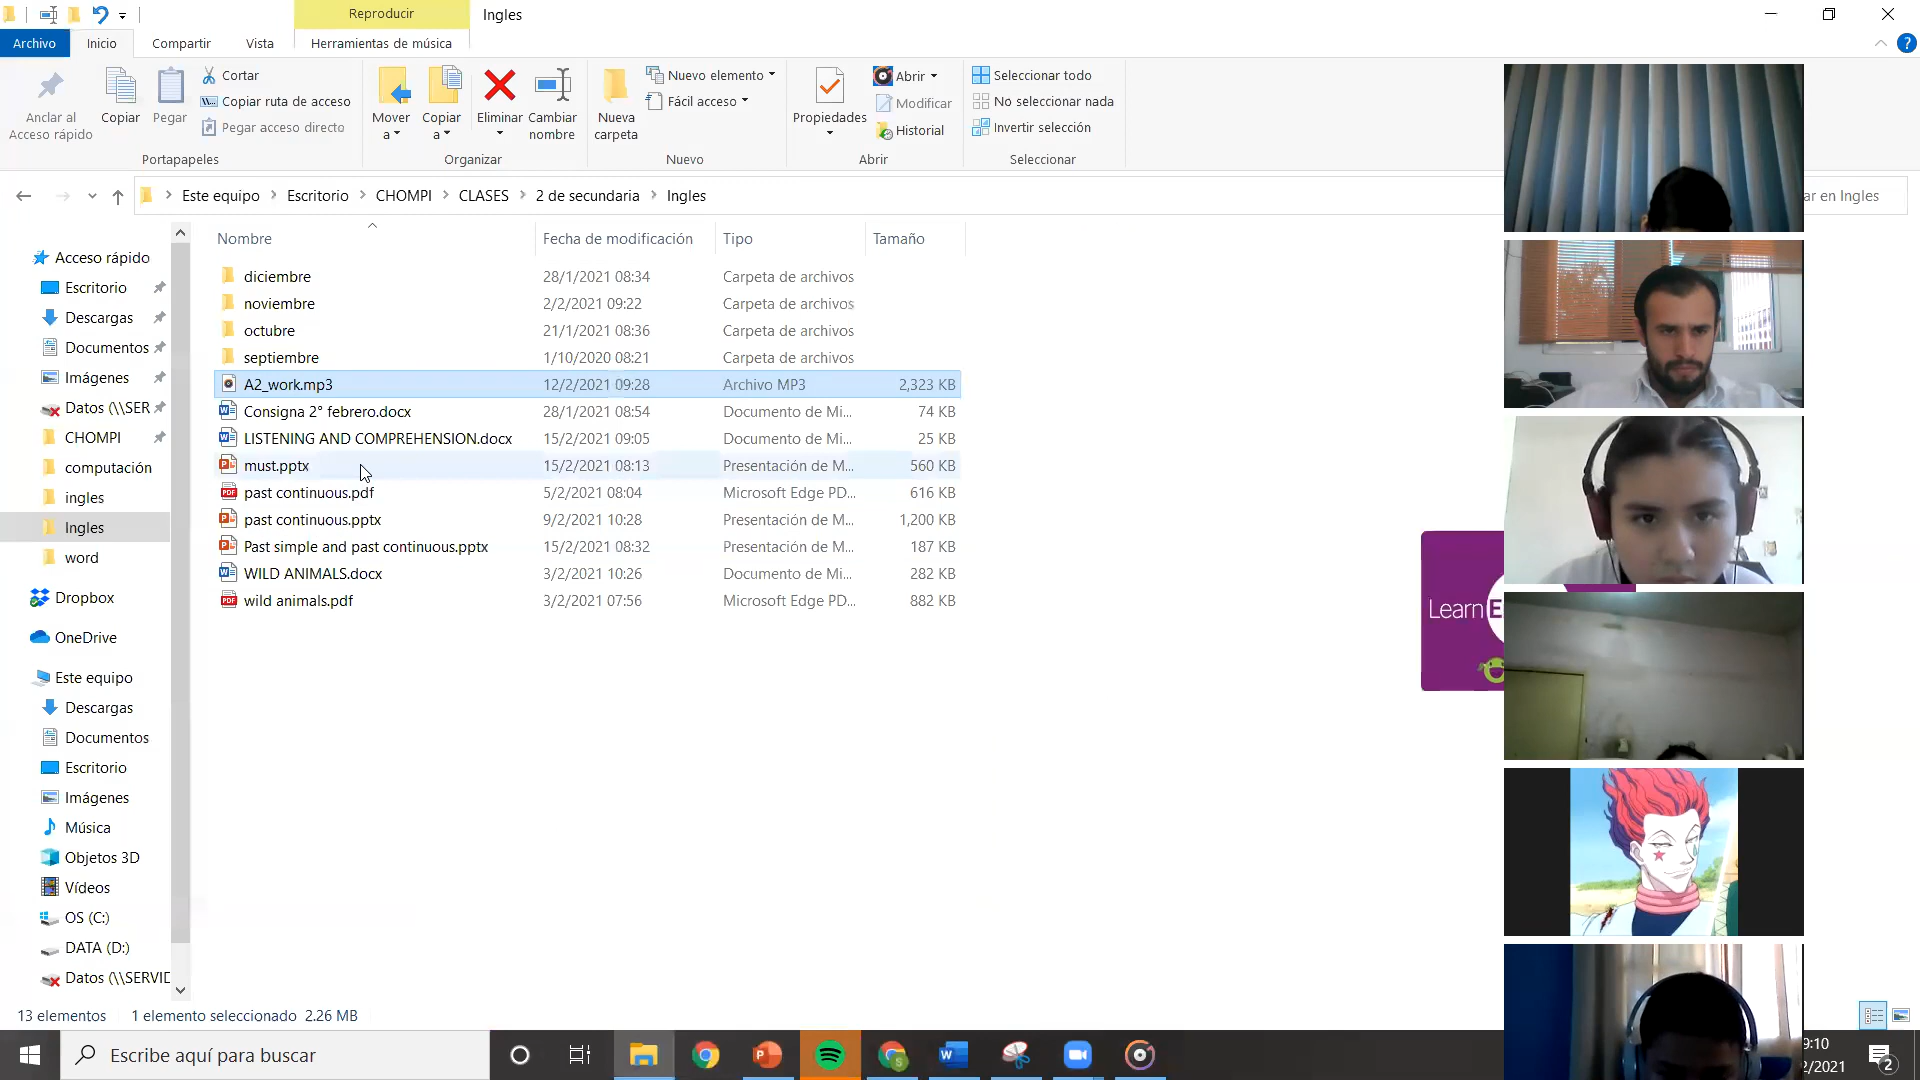 Reproducir
Ingles
Archivo
Inicio
Compartir
Vista
Herramientas de música
Anclar al
Acceso rápido
Copiar
Pegar
Cortar
Copiar ruta de acceso
Pegar acceso directo
Portapapeles
Mover
a
Copiar
a
Eliminar
Cambiar
nombre
Organizar
Nueva
carpeta
Nuevo elemento
Fácil acceso
Nuevo
Propiedades
Abrir
Modificar
Historial
Abrir
Seleccionar todo
No seleccionar nada
Invertir selección
Seleccionar
Este equipo > Escritorio > CHOMPI > CLASES > 2 de secundaria > Ingles
ar en Ingles
Nombre Fecha de modificación Tipo Tamaño
diciembre 28/1/2021 08:34 Carpeta de archivos
noviembre 2/2/2021 09:22 Carpeta de archivos
octubre 21/1/2021 08:36 Carpeta de archivos
septiembre 1/10/2020 08:21 Carpeta de archivos
A2_work.mp3 12/2/2021 09:28 Archivo MP3 2,323 KB
Consigna 2° febrero.docx 28/1/2021 08:54 Documento de Mi... 74 KB
LISTENING AND COMPREHENSION.docx 15/2/2021 09:05 Documento de Mi... 25 KB
must.pptx 15/2/2021 08:13 Presentación de M... 560 KB
past continuous.pdf 5/2/2021 08:04 Microsoft Edge PD... 616 KB
past continuous.pptx 9/2/2021 10:28 Presentación de M... 1,200 KB
Past simple and past continuous.pptx 15/2/2021 08:32 Presentación de M... 187 KB
WILD ANIMALS.docx 3/2/2021 10:26 Documento de Mi... 282 KB
wild animals.pdf 3/2/2021 07:56 Microsoft Edge PD... 882 KB
Acceso rápido
Escritorio
Descargas
Documentos
Imágenes
Datos (\\SER
CHOMPI
computación
ingles
Ingles
word
Dropbox
OneDrive
Este equipo
Descargas
Documentos
Escritorio
Imágenes
Música
Objetos 3D
Vídeos
OS (C:)
DATA (D:)
Datos (\\SERVID
LearnE
13 elementos 1 elemento seleccionado 2.26 MB
Escribe aquí para buscar
9:10
2/2021
2